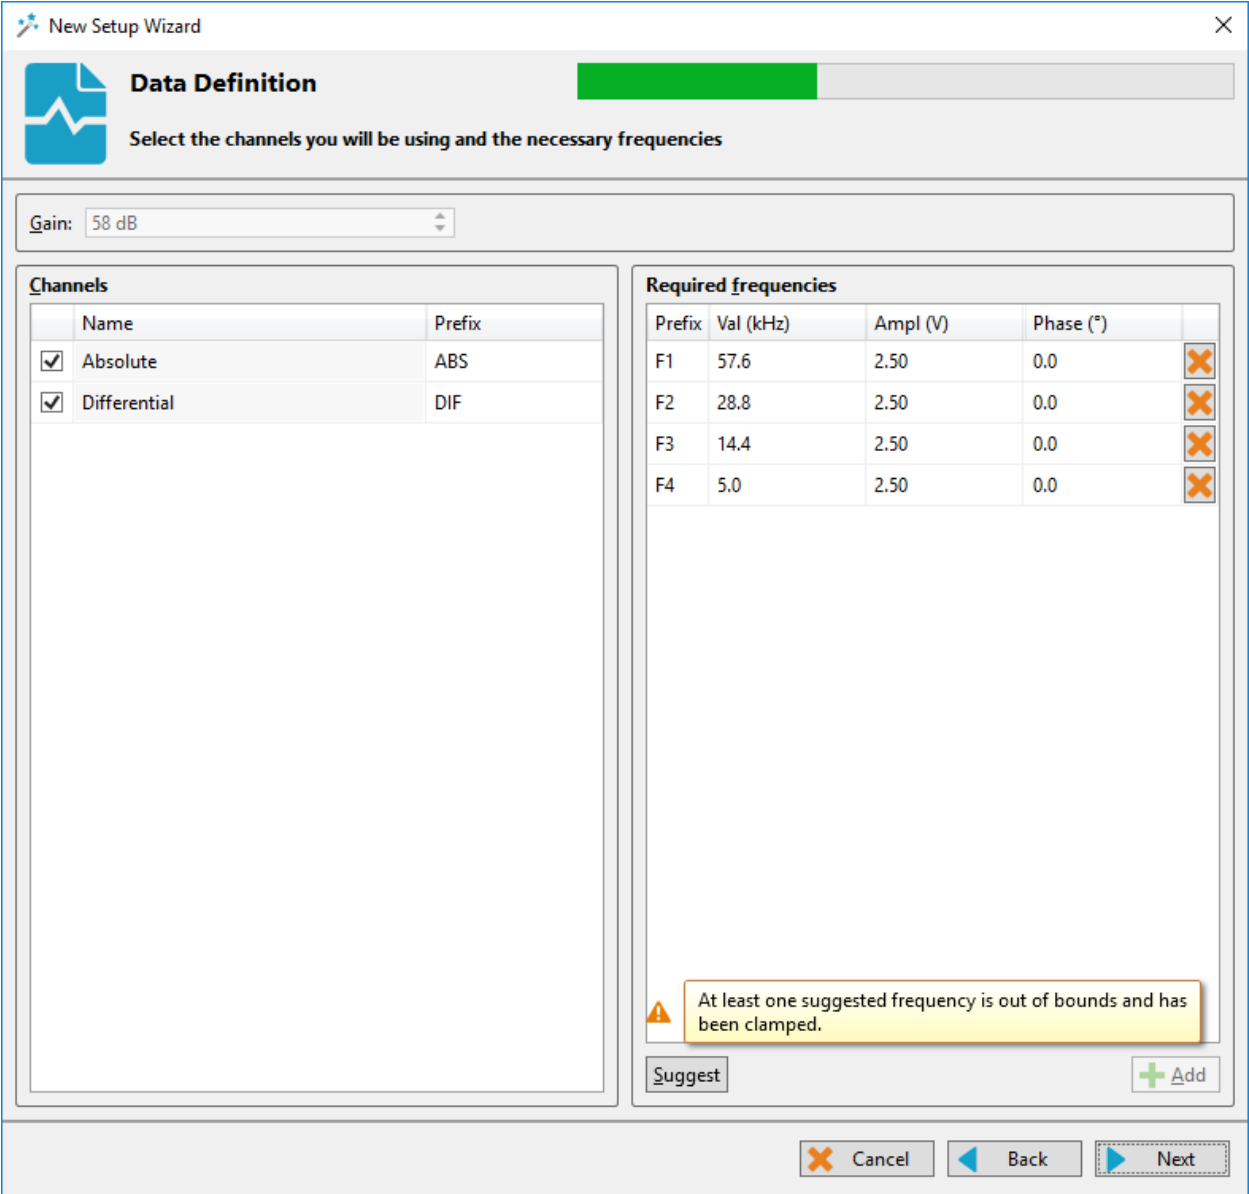 New Setup Wizard
Data Definition
Select the channels you will be using and the necessary frequencies
Gain: 58 dB
Channels
Name Prefix
Absolute ABS
Differential DIF
Required frequencies
Prefix Val (kHz) Ampl (V) Phase (°)
F1 57.6 2.50 0.0
F2 28.8 2.50 0.0
F3 14.4 2.50 0.0
F4 5.0 2.50 0.0
At least one suggested frequency is out of bounds and has
been clamped.
Suggest Add
Cancel Back Next